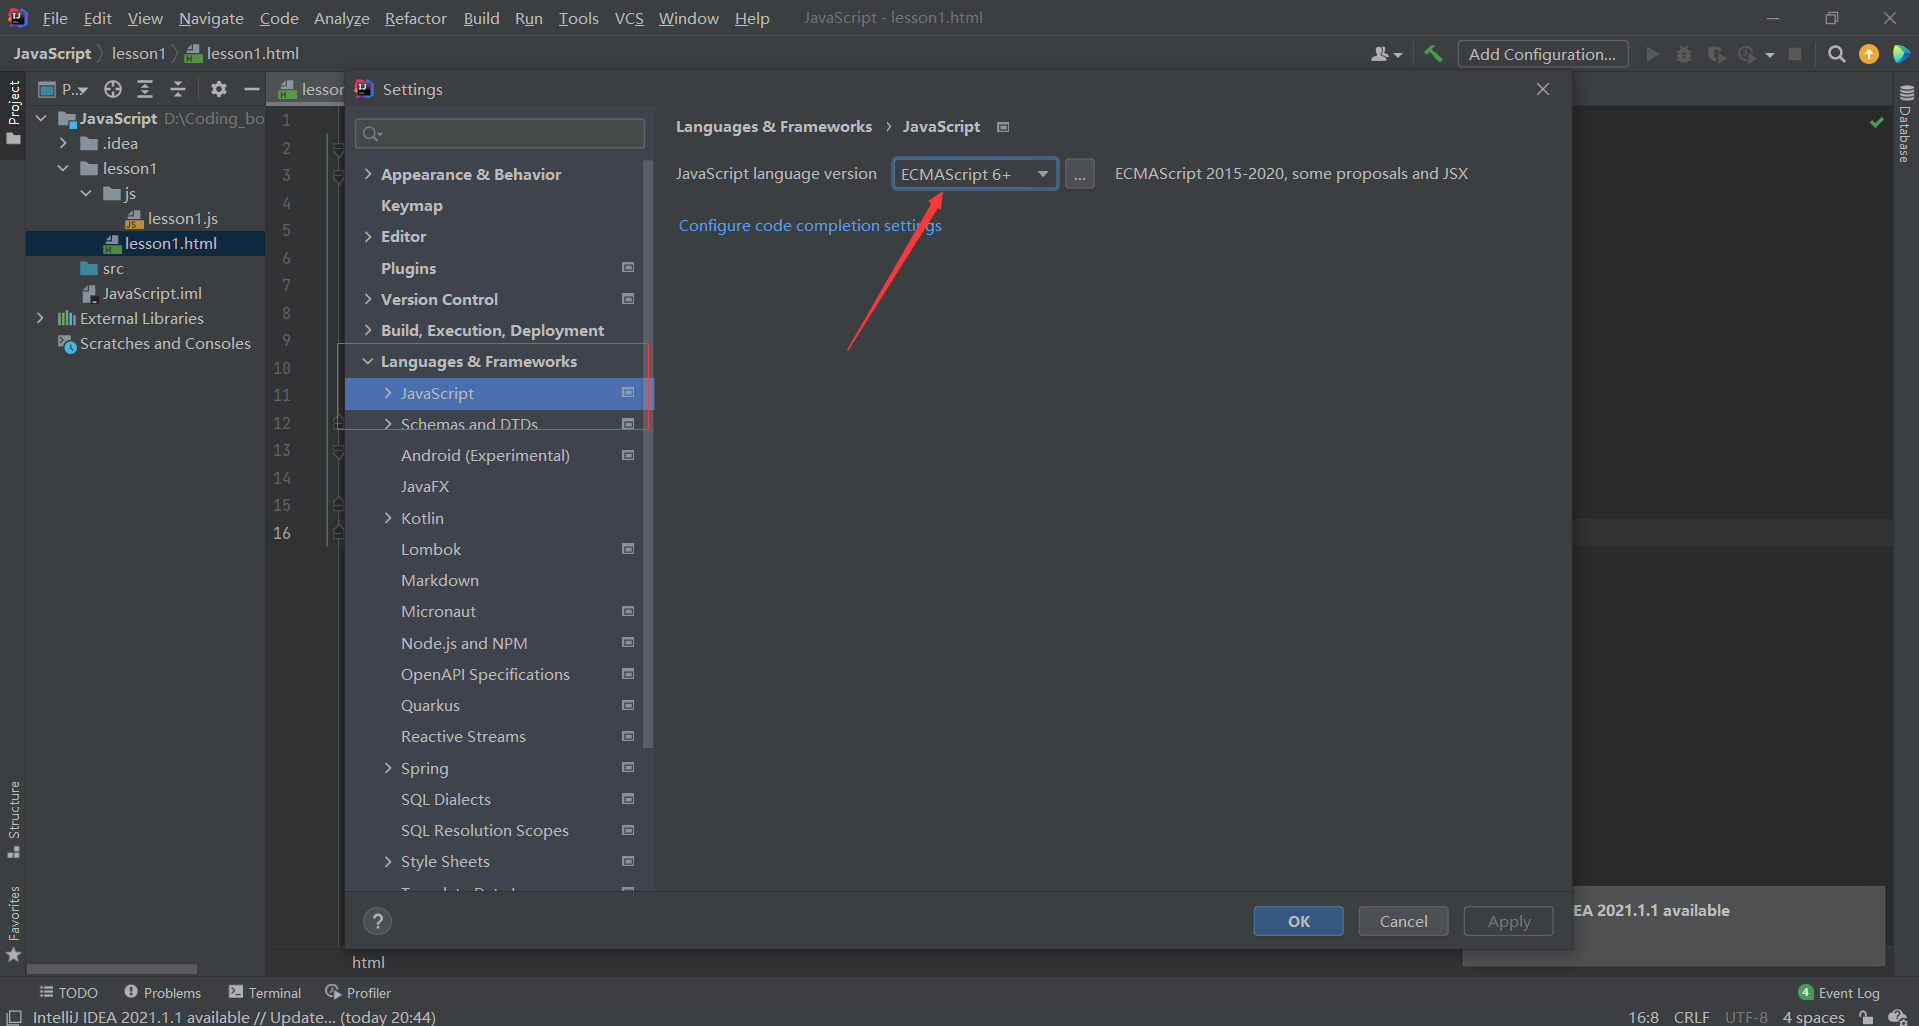 File Edit View Navigate Code Analyze Refactor Build Run Tools VCS Window Help JavaScript - lesson1.html
JavaScript lesson1 lesson1.html
Add Configuration...
Project
P..
lesson
JavaScript D:\Coding_bo
.idea
lesson1
js
lesson1.js
lesson1.html
src
JavaScript.iml
External Libraries
Scratches and Consoles
1
2
3
4
5
6
7
8
9
10
11
12
13
14
15
16
Settings
Appearance & Behavior
Keymap
Editor
Plugins
Version Control
Build, Execution, Deployment
Languages & Frameworks
JavaScript
Schemas and DTDs
Android (Experimental)
JavaFX
Kotlin
Lombok
Markdown
Micronaut
Node.js and NPM
OpenAPI Specifications
Quarkus
Reactive Streams
Spring
SQL Dialects
SQL Resolution Scopes
Style Sheets
Languages & Frameworks › JavaScript
JavaScript language version ECMAScript 6+ ... ECMAScript 2015-2020, some proposals and JSX
Configure code completion settings
?
OK Cancel Apply
Database
Structure
Favorites
EA 2021.1.1 available
html
TODO Problems Terminal Profiler
4 Event Log
IntelliJ IDEA 2021.1.1 available // Update... (today 20:44)
16:8 CRLF UTF-8 4 spaces